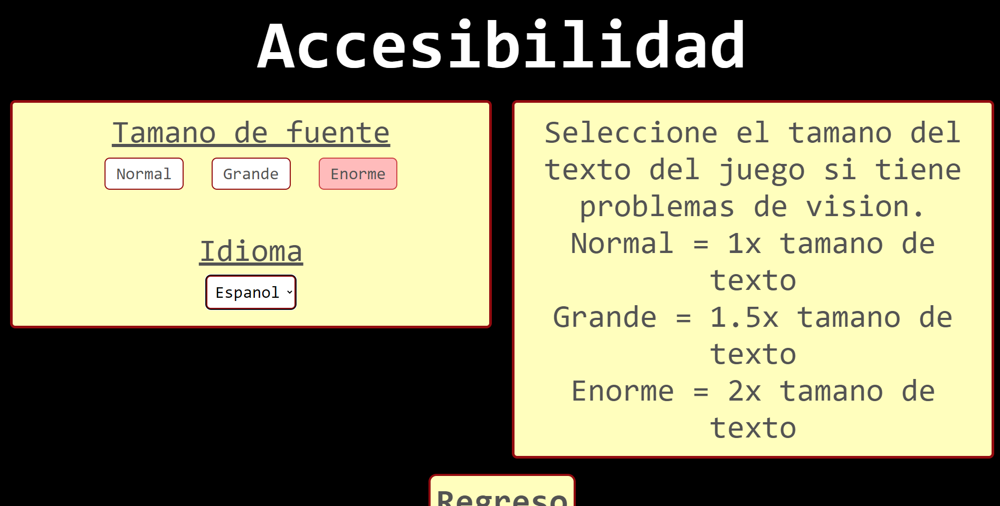 Accesibilidad
Tamano de fuente
Normal
Grande
Enorme
Idioma
Espanol
Seleccione el tamano del
texto del juego si tiene
problemas de vision.
Normal = 1x tamano de
texto
Grande = 1.5x tamano de
texto
Enorme = 2x tamano de
texto
Regreso